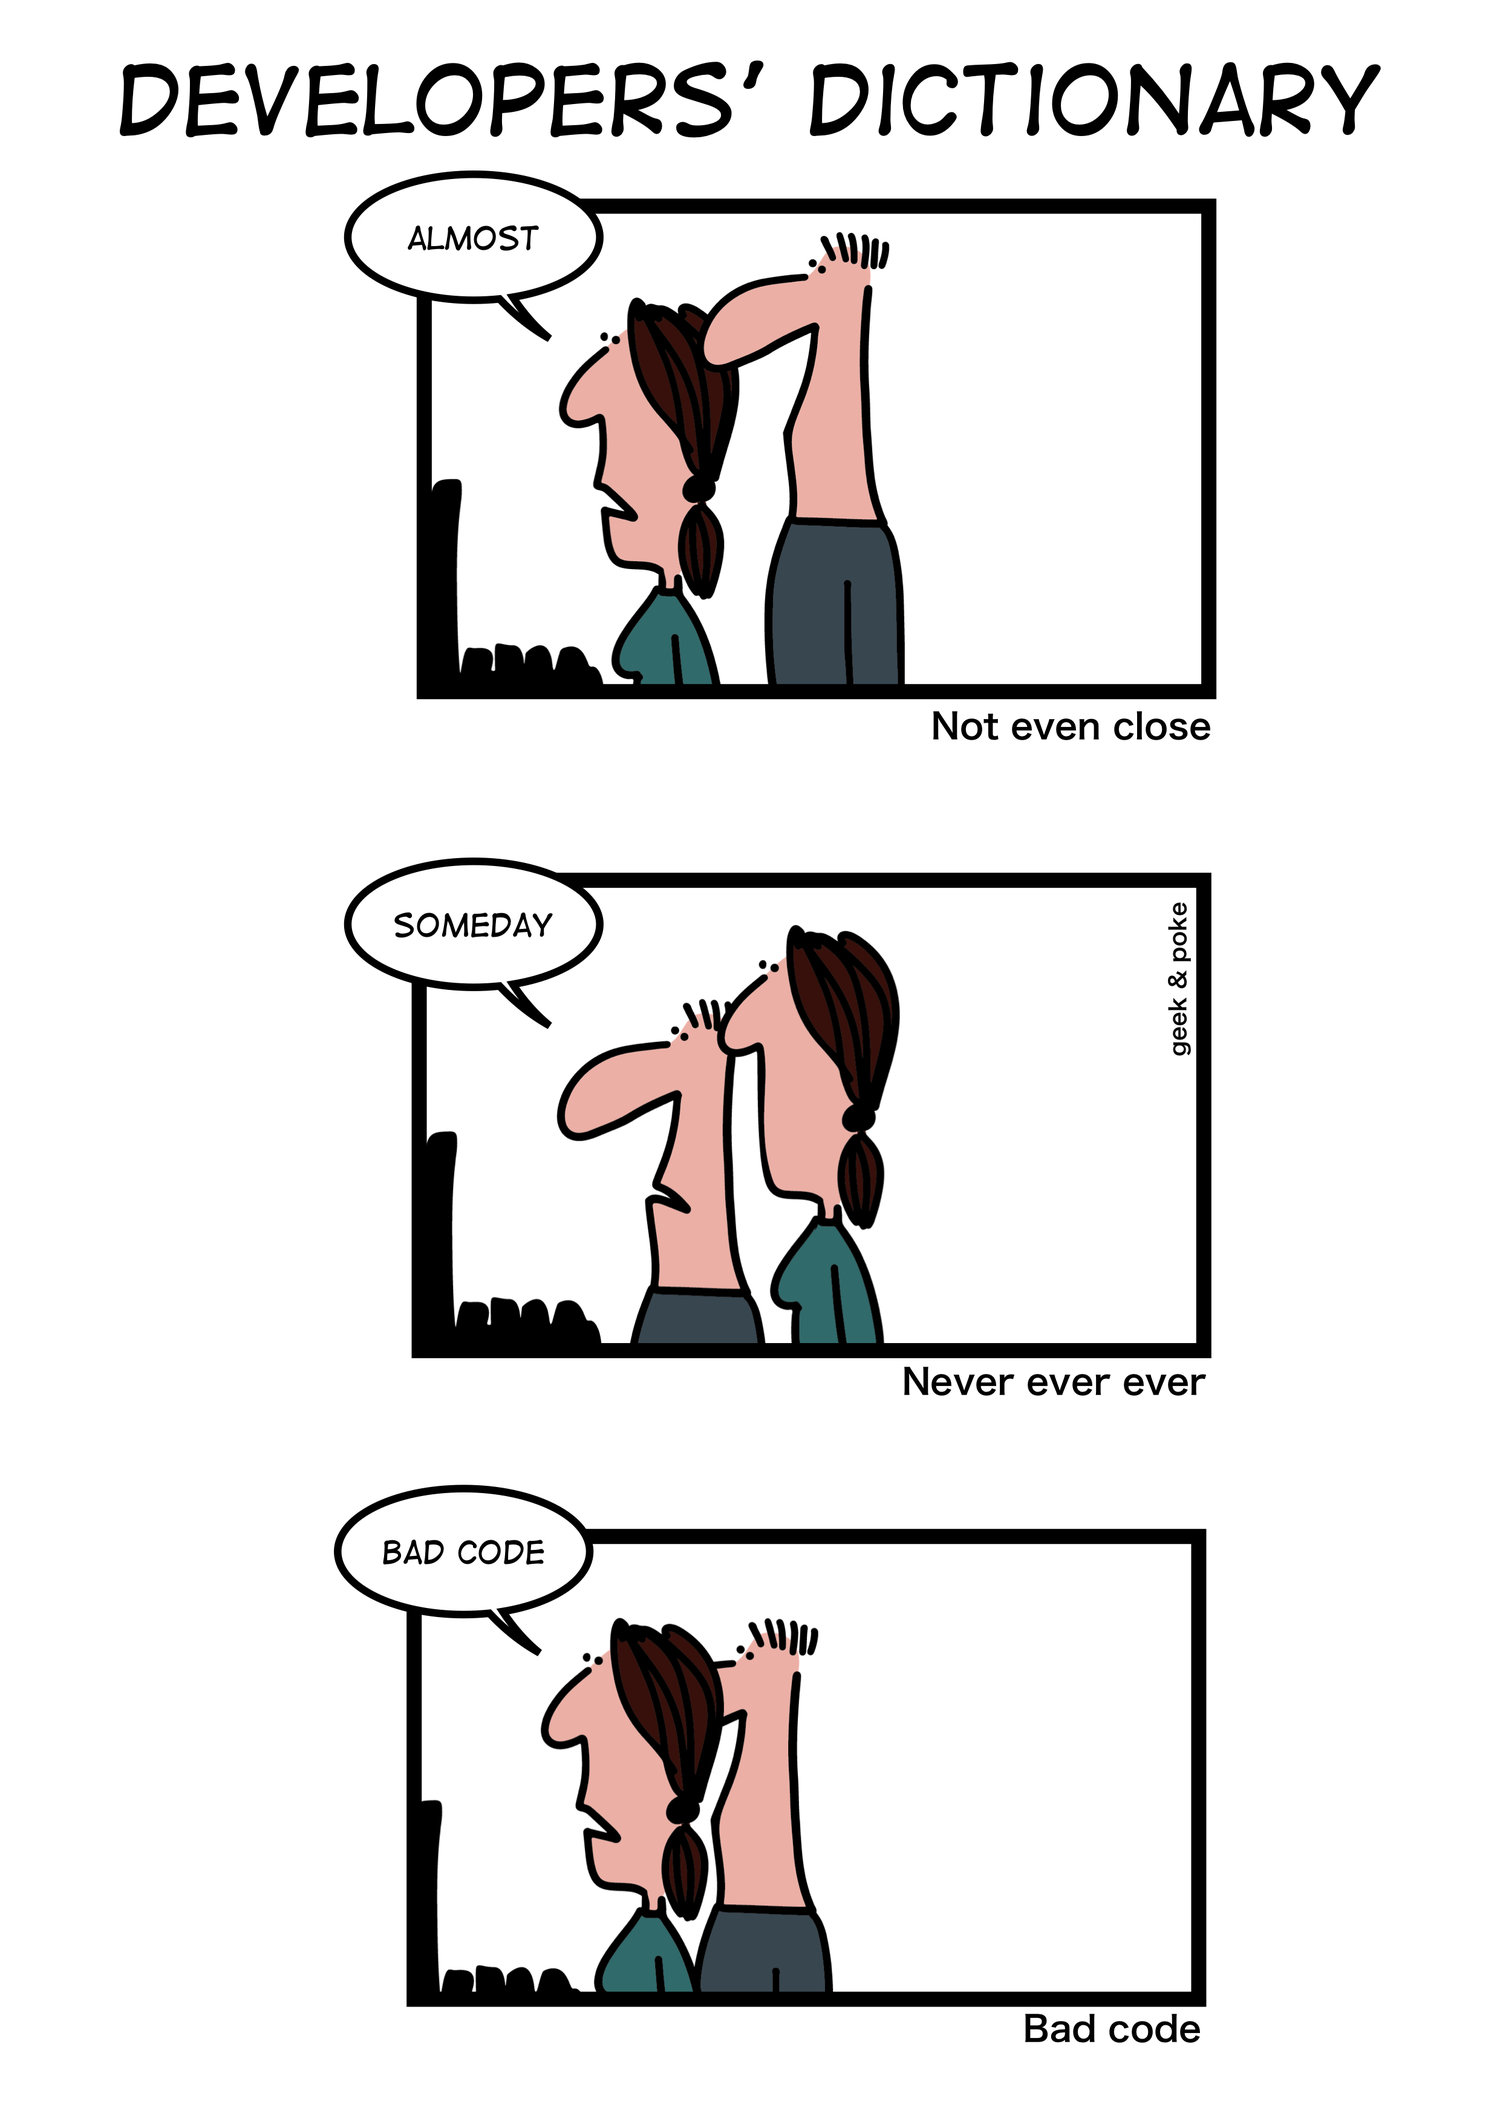 DEVELOPERS' DICTIONARY
ALMOST
Not even close
SOMEDAY
geek & poke
Never ever ever
BAD CODE
Bad code